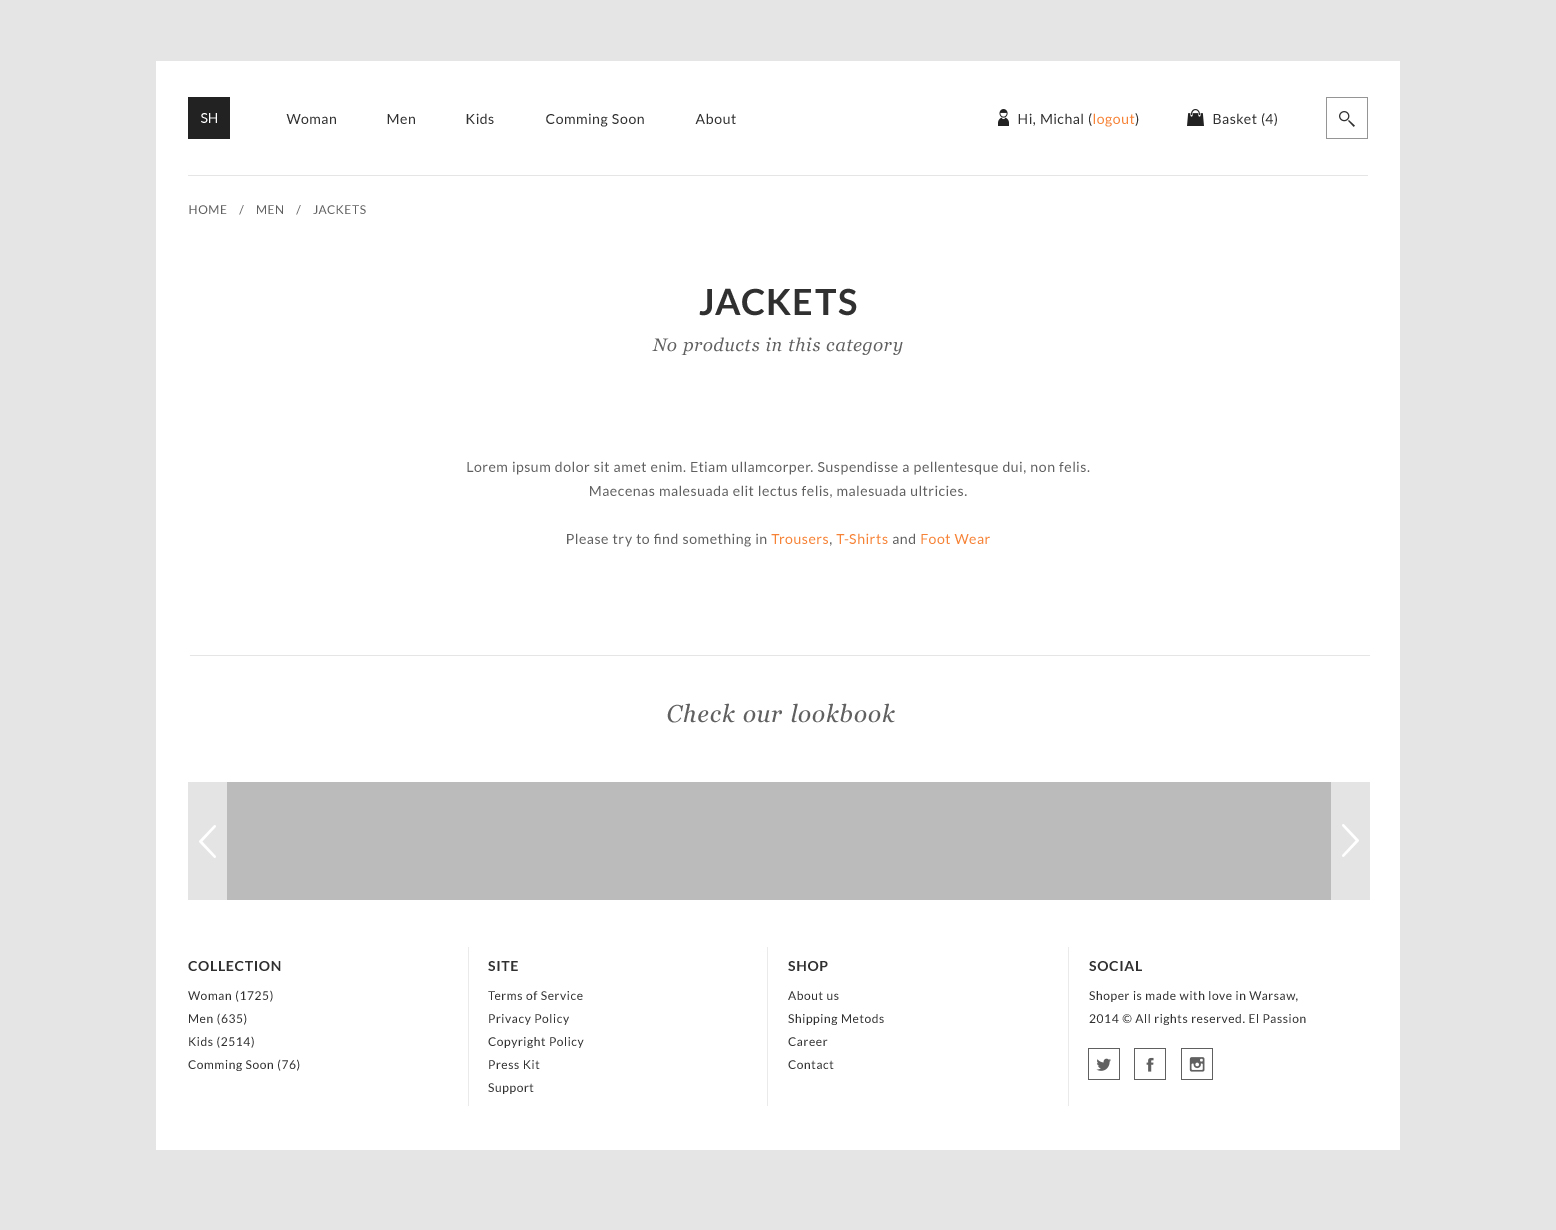 SH
Woman Men Kids Comming Soon About Hi, Michal (logout) Basket (4)
HOME / MEN / JACKETS
JACKETS
No products in this category
Lorem ipsum dolor sit amet enim. Etiam ullamcorper. Suspendisse a pellentesque dui, non felis.
Maecenas malesuada elit lectus felis, malesuada ultricies.
Please try to find something in Trousers, T-Shirts and Foot Wear
Check our lookbook
COLLECTION
Woman (1725)
Men (635)
Kids (2514)
Comming Soon (76)
SITE
Terms of Service
Privacy Policy
Copyright Policy
Press Kit
Support
SHOP
About us
Shipping Metods
Career
Contact
SOCIAL
Shoper is made with love in Warsaw,
2014 © All rights reserved. El Passion